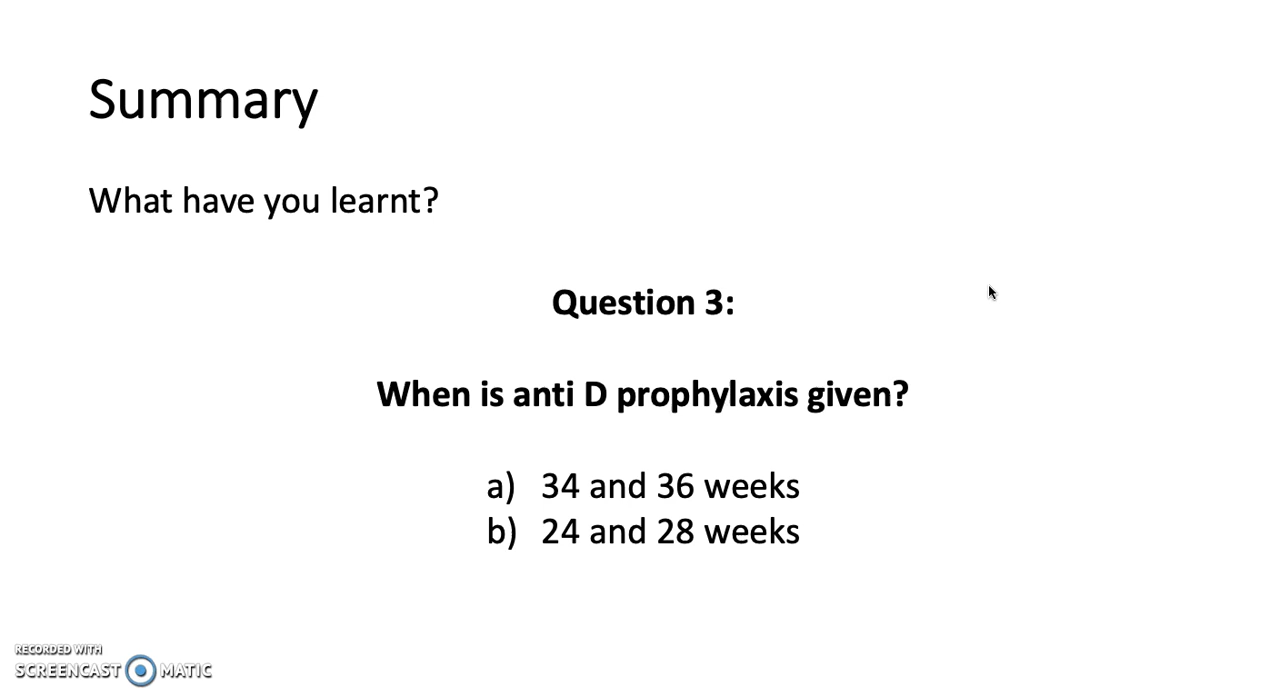 Summary
What have you learnt?
Question 3:
When is anti D prophylaxis given?
a) 34 and 36 weeks
b) 24 and 28 weeks
RECORDED WITH
SCREENCAST MATIC